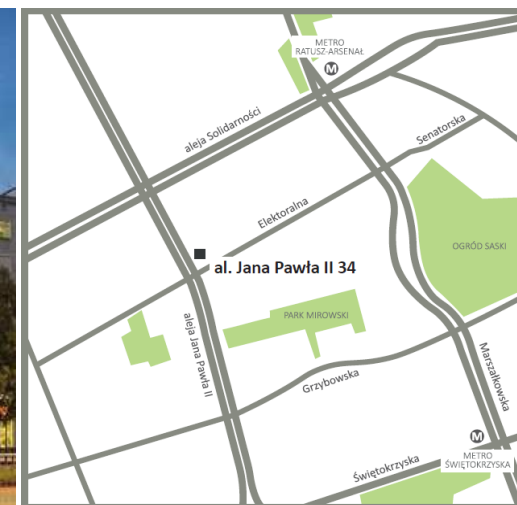 METRO
RATUSZ-ARSENAŁ
M
aleja Solidarności
Senatorska
Elektoralna
OGRÓD SASKI
al. Jana Pawła II 34
PARK MIROWSKI
aleja Jana Pawła II
Marszałkowska
Grzybowska
M
METRO
ŚWIĘTOKRZYSKA
Świętokrzyska